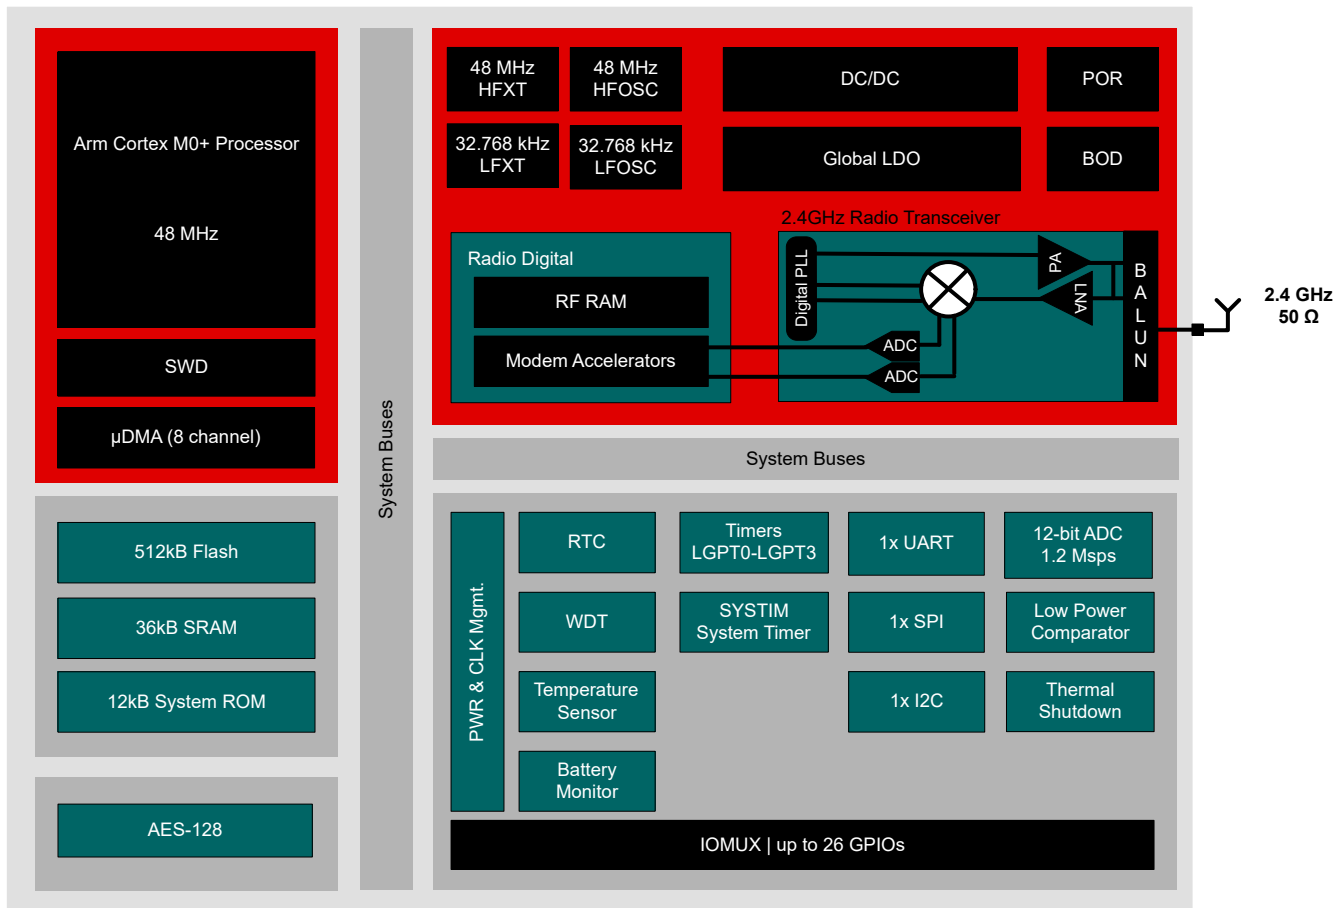 Arm Cortex M0+ Processor
48 MHz
SWD
µDMA (8 channel)
512kB Flash
36kB SRAM
12kB System ROM
AES-128
System Buses
48 MHz
HFXT
48 MHz
HFOSC
32.768 kHz
LFXT
32.768 kHz
LFOSC
DC/DC
Global LDO
POR
BOD
Radio Digital
RF RAM
Modem Accelerators
2.4GHz Radio Transceiver
Digital PLL
ADC
ADC
PA
LNA
BALUN
2.4 GHz
50 Ω
System Buses
PWR & CLK Mgmt.
RTC
WDT
Temperature
Sensor
Battery
Monitor
Timers
LGPT0-LGPT3
SYSTIM
System Timer
1x UART
1x SPI
1x I2C
12-bit ADC
1.2 Msps
Low Power
Comparator
Thermal
Shutdown
IOMUX | up to 26 GPIOs